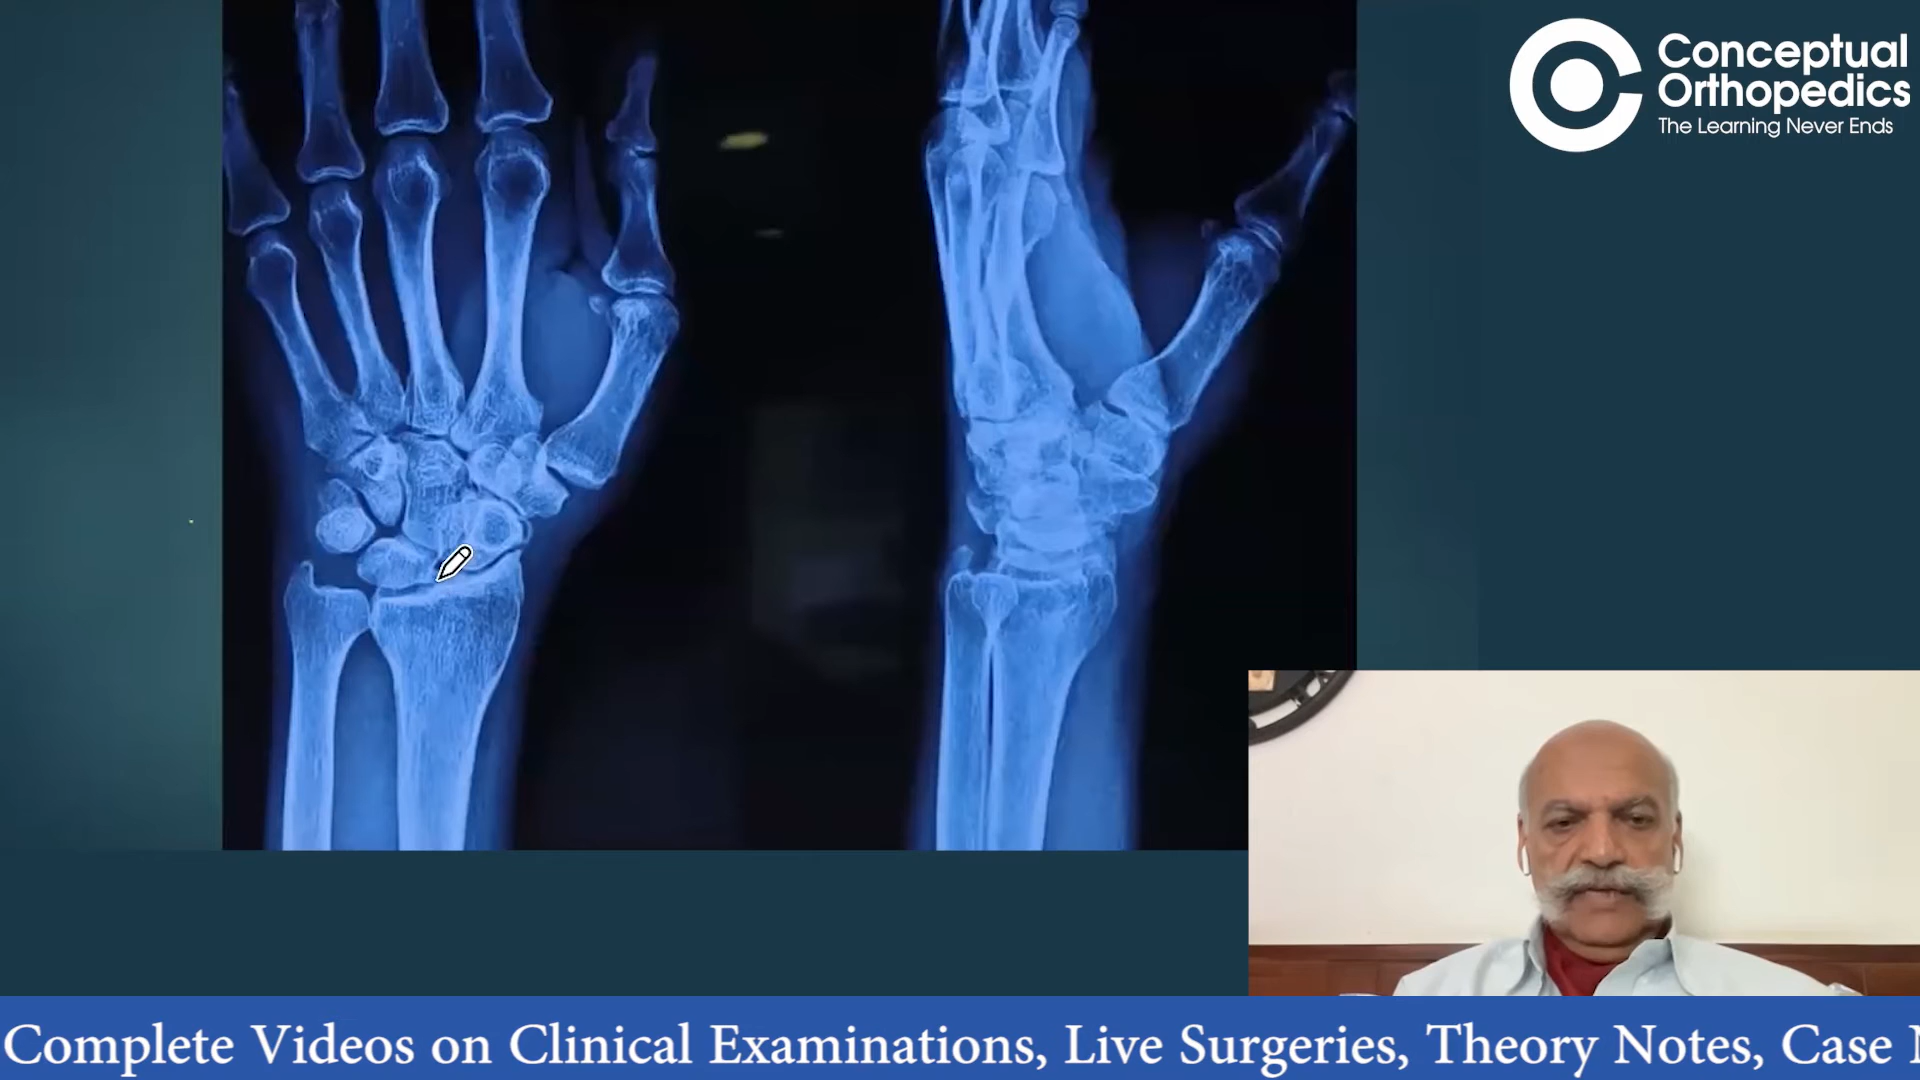 Conceptual
Orthopedics
The Learning Never Ends
Complete Videos on Clinical Examinations, Live Surgeries, Theory Notes, Case